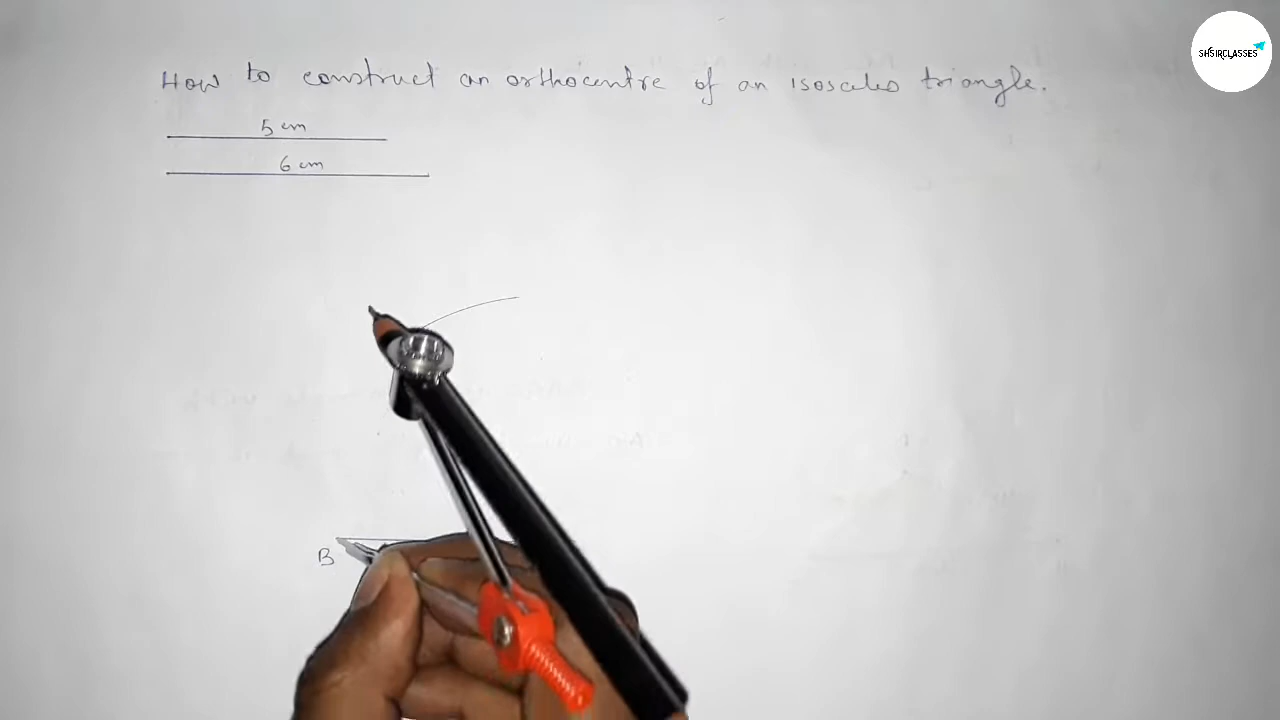 SHSIRCLASSES
How to construct an orthocentre of an isosceles triangle.
5 cm
6 cm
B